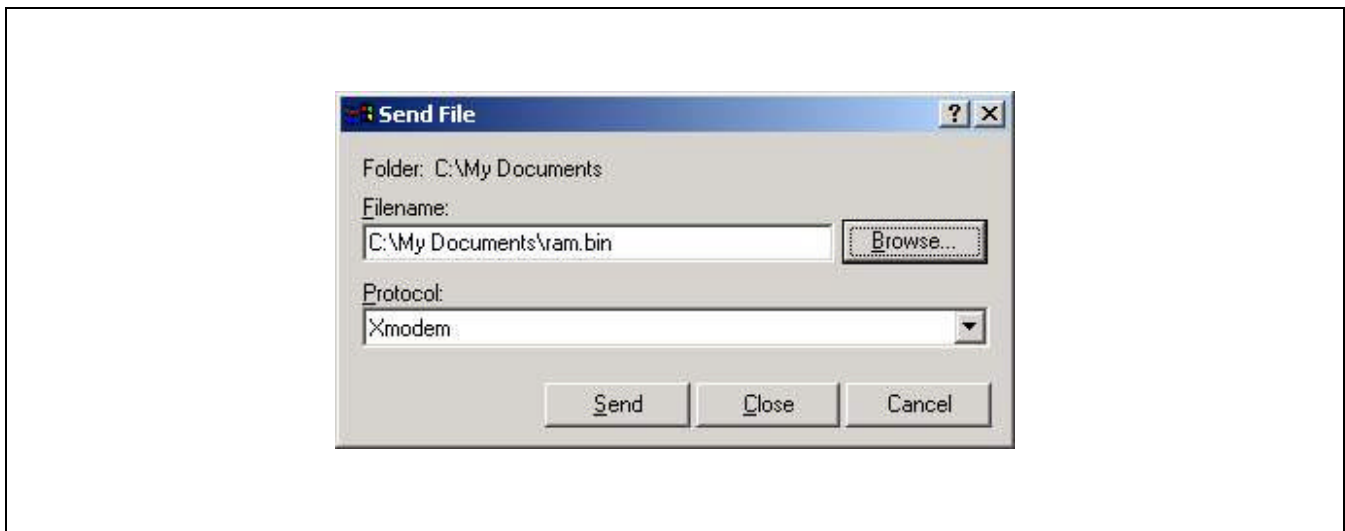 Send File
Folder: C:\My Documents
Filename:
C:\My Documents\ram.bin
Browse...
Protocol:
Xmodem
Send Close Cancel